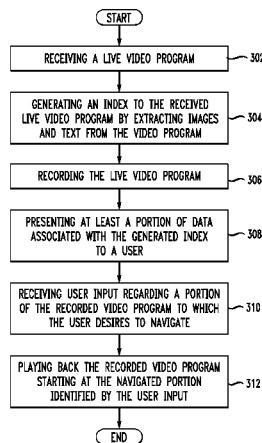 START
RECEIVING A LIVE VIDEO PROGRAM
302
GENERATING AN INDEX TO THE RECEIVED
LIVE VIDEO PROGRAM BY EXTRACTING IMAGES
AND TEXT FROM THE VIDEO PROGRAM
304
RECORDING THE LIVE VIDEO PROGRAM
306
PRESENTING AT LEAST A PORTION OF DATA
ASSOCIATED WITH THE GENERATED INDEX
TO A USER
308
RECEIVING USER INPUT REGARDING A PORTION
OF THE RECORDED VIDEO PROGRAM TO WHICH
THE USER DESIRES TO NAVIGATE
310
PLAYING BACK THE RECORDED VIDEO PROGRAM
STARTING AT THE NAVIGATED PORTION
IDENTIFIED BY THE USER INPUT
312
END